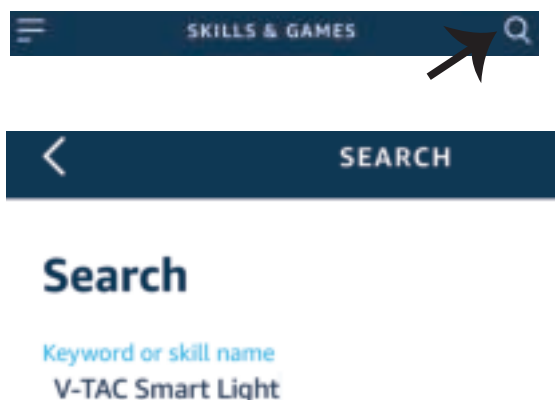 SKILLS & GAMES
SEARCH
Search
Keyword or skill name
V-TAC Smart Light